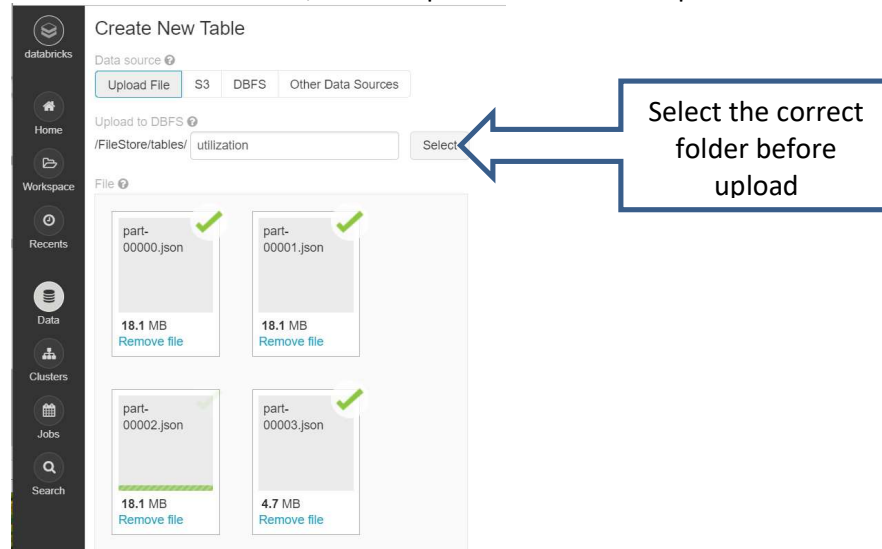 Create New Table
databricks
Data source
Upload File S3 DBFS Other Data Sources
Home
Upload to DBFS
/FileStore/tables/ utilization Select
Select the correct
folder before
upload
Workspace
File
Recents
part-
00000.json
18.1 MB
Remove file
part-
00001.json
18.1 MB
Remove file
Data
Clusters
Jobs
Search
part-
00002.json
18.1 MB
Remove file
part-
00003.json
4.7 MB
Remove file